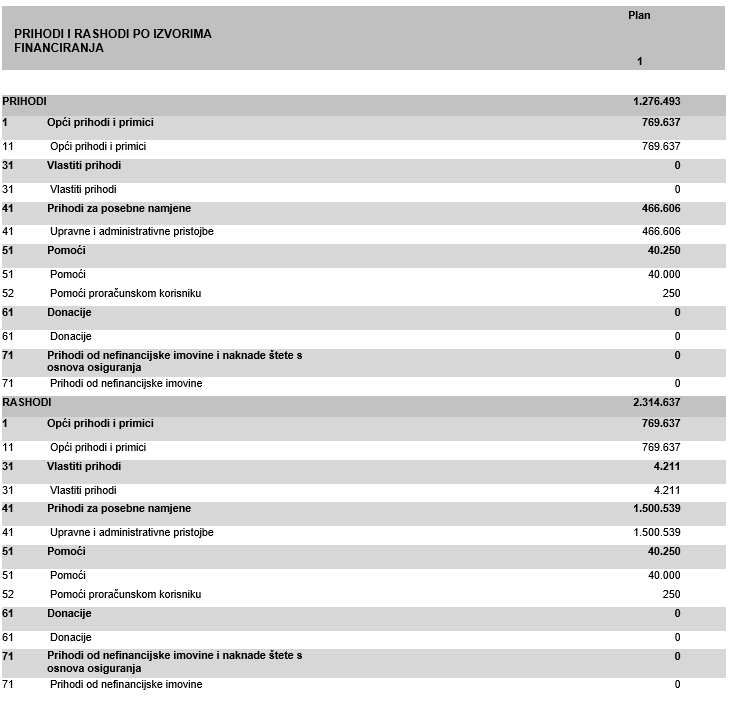 Plan
PRIHODI I RASHODI PO IZVORIMA
FINANCIRANJA
1
PRIHODI 1.276.493
1 Opći prihodi i primici 769.637
11 Opći prihodi i primici 769.637
31 Vlastiti prihodi 0
31 Vlastiti prihodi 0
41 Prihodi za posebne namjene 466.606
41 Upravne i administrativne pristojbe 466.606
51 Pomoći 40.250
51 Pomoći 40.000
52 Pomoći proračunskom korisniku 250
61 Donacije 0
61 Donacije 0
71 Prihodi od nefinancijske imovine i naknade štete s 0
osnova osiguranja
71 Prihodi od nefinancijske imovine 0
RASHODI 2.314.637
1 Opći prihodi i primici 769.637
11 Opći prihodi i primici 769.637
31 Vlastiti prihodi 4.211
31 Vlastiti prihodi 4.211
41 Prihodi za posebne namjene 1.500.539
41 Upravne i administrativne pristojbe 1.500.539
51 Pomoći 40.250
51 Pomoći 40.000
52 Pomoći proračunskom korisniku 250
61 Donacije 0
61 Donacije 0
71 Prihodi od nefinancijske imovine i naknade štete s 0
osnova osiguranja
71 Prihodi od nefinancijske imovine 0